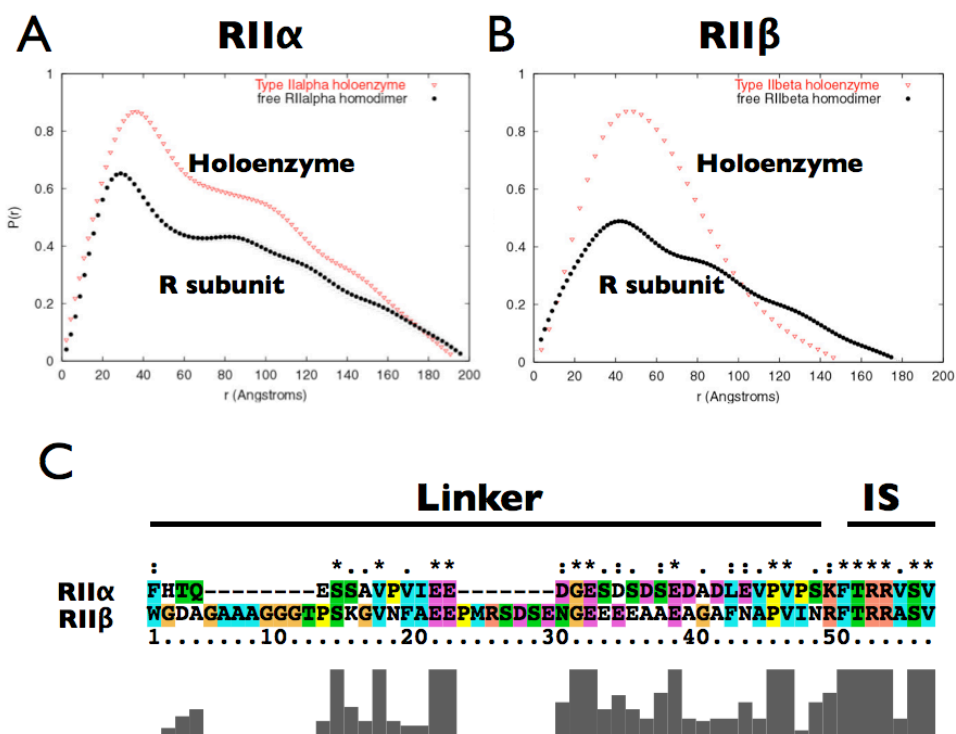 A RIIα B RIIβ
Type IIalpha holoenzyme
free RIIalpha homodimer
Type IIbeta holoenzyme
free RIIbeta homodimer
1 0.8 0.6 0.4 0.2 0
P(r)
Holoenzyme
R subunit
0 20 40 60 80 100 120 140 160 180 200
r (Angstroms)
1 0.8 0.6 0.4 0.2 0
Holoenzyme
R subunit
0 20 40 60 80 100 120 140 160 180 200
r (Angstroms)
C
Linker IS
RIIα FHTQ--------ESSAVPVIEE-------DGESDSDSEDADLEVPVPSKFTRRVSV
RIIβ WGDAGAAAGGGTPSKGVNFAEEPMRSDSENGEEEEAAEAGAFNAPVINRFTRRVSV
1.......10........20........30........40........50......